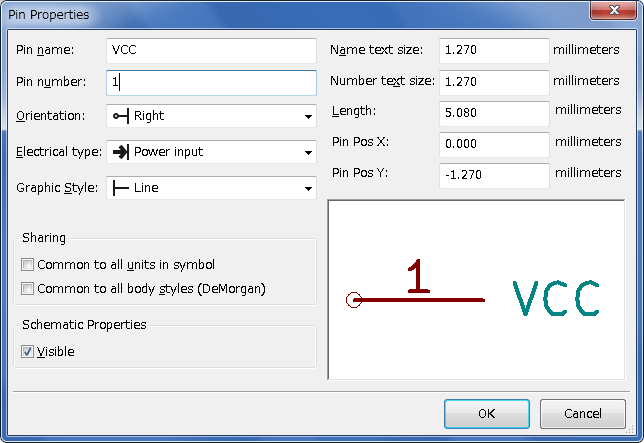 Pin Properties
Pin name: VCC
Pin number: 1
Orientation: Right
Electrical type: Power input
Graphic Style: Line
Name text size: 1.270 millimeters
Number text size: 1.270 millimeters
Length: 5.080 millimeters
Pin Pos X: 0.000 millimeters
Pin Pos Y: -1.270 millimeters
Sharing
Common to all units in symbol
Common to all body styles (DeMorgan)
Schematic Properties
Visible
1 VCC
OK Cancel